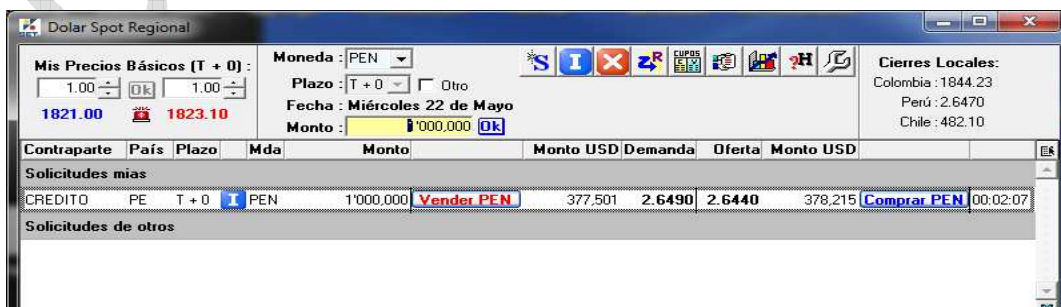 Dolar Spot Regional
Mis Precios Básicos (T + 0) :
1.00 Ok 1.00
1821.00 1823.10
Moneda : PEN
Plazo : T + 0 Otro
Fecha : Miércoles 22 de Mayo
Monto : '000,000 Ok
*S I X ZR CUPOS ?H
Cierres Locales:
Colombia : 1844.23
Perú : 2.6470
Chile : 482.10
Contraparte País Plazo Mda Monto Monto USD Demanda Oferta Monto USD
Solicitudes mias
CREDITO PE T + 0 I PEN 1'000,000 Vender PEN 377,501 2.6490 2.6440 378,215 Comprar PEN 00:02:07
Solicitudes de otros